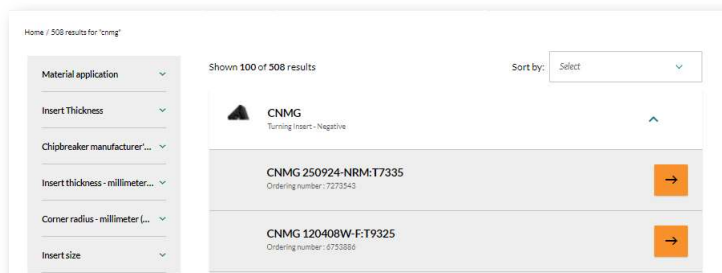 Home / 508 results for "cnmg"
Material application
Insert Thickness
Chipbreaker manufacturer'...
Insert thickness - millimeter...
Corner radius - millimeter (...
Insert size
Shown 100 of 508 results
Sort by: Select
CNMG
Turning Insert - Negative
CNMG 250924-NRM:T7335
Ordering number : 7273543
CNMG 120408W-F:T9325
Ordering number : 6753886